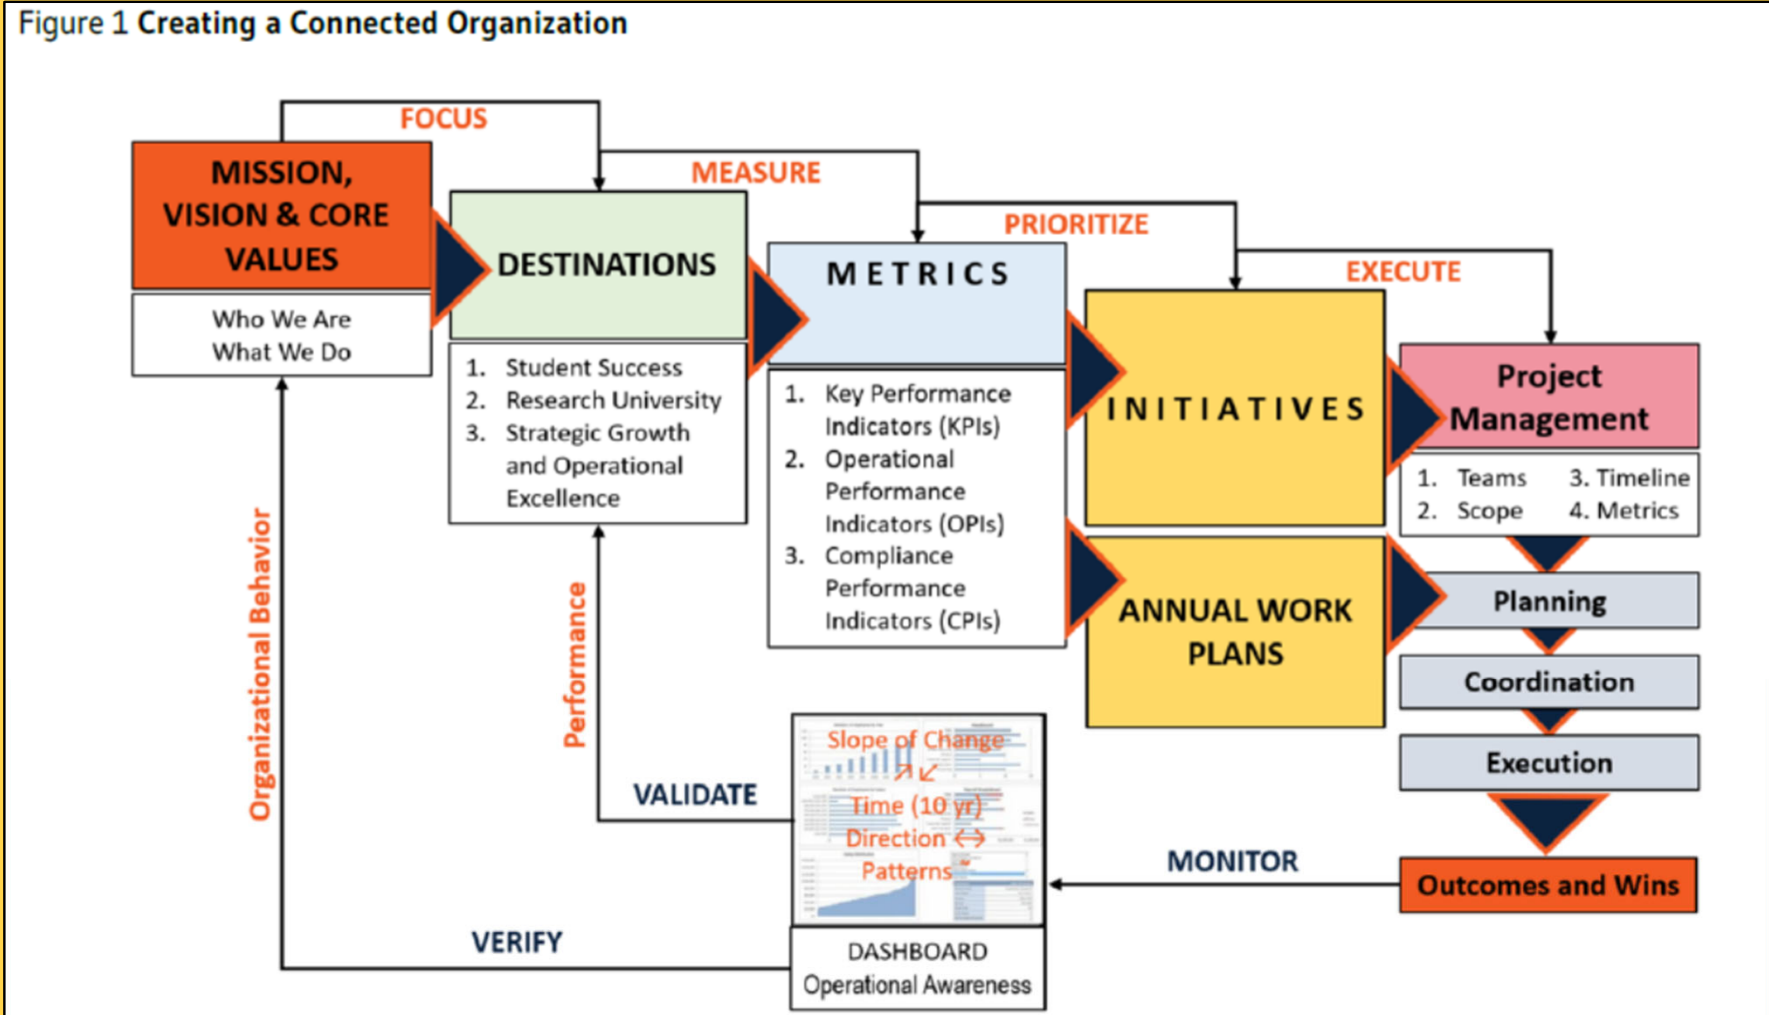 Figure 1 Creating a Connected Organization
FOCUS
MEASURE
PRIORITIZE
EXECUTE
MISSION,
VISION & CORE
VALUES
Who We Are
What We Do
DESTINATIONS
1. Student Success
2. Research University
3. Strategic Growth
and Operational
Excellence
METRICS
1. Key Performance
Indicators (KPIs)
2. Operational
Performance
Indicators (OPIs)
3. Compliance
Performance
Indicators (CPIs)
INITIATIVES
ANNUAL WORK
PLANS
Project
Management
1. Teams 3. Timeline
2. Scope 4. Metrics
Planning
Coordination
Execution
Outcomes and Wins
MONITOR
Slope of Change
Time (10 yr)
Direction
Patterns
DASHBOARD
Operational Awareness
VALIDATE
Performance
VERIFY
Organizational Behavior